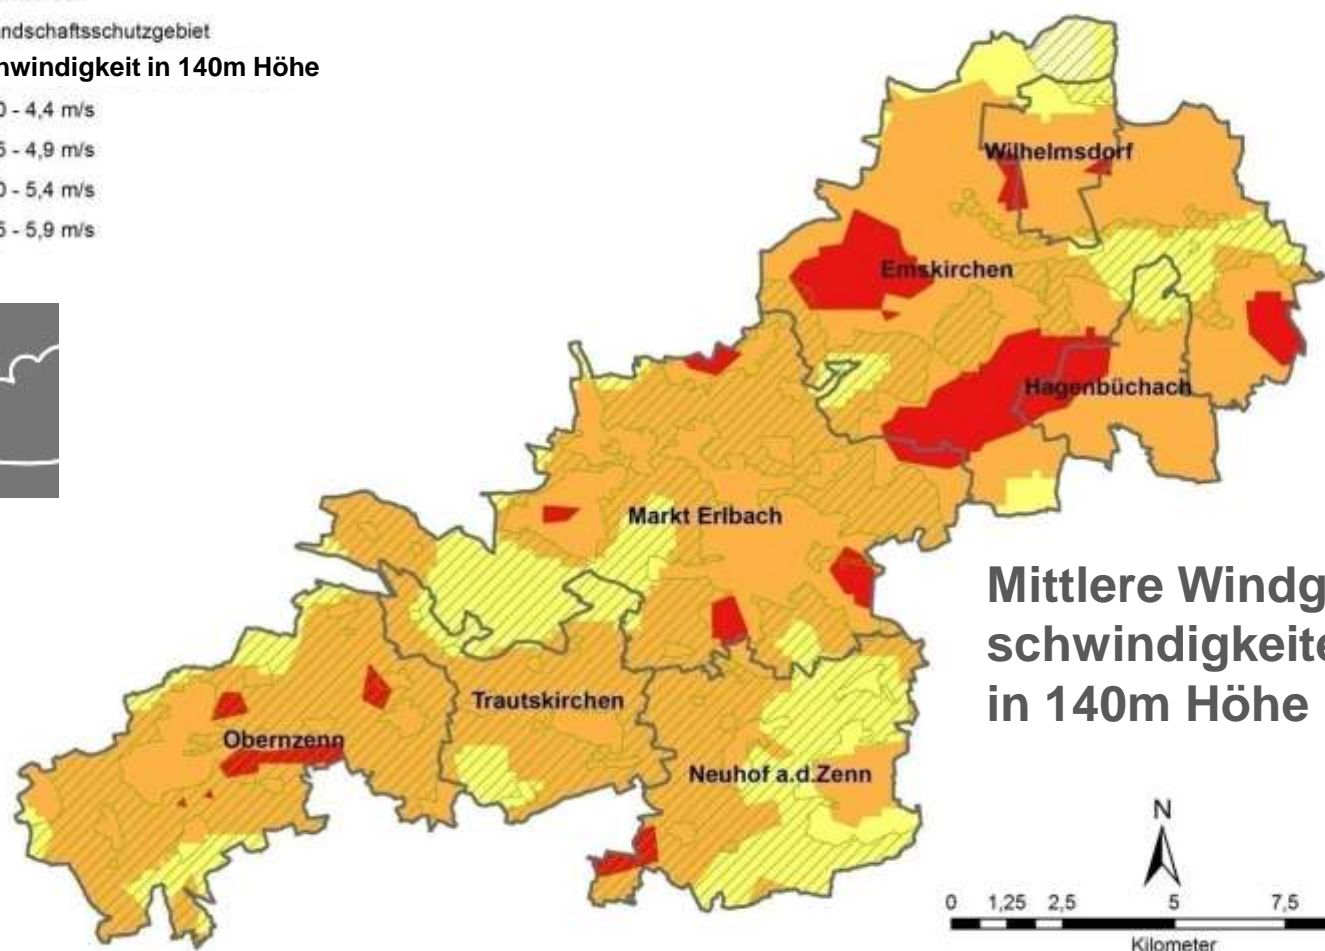 ndschaftsschutzgebiet
hwindigkeit in 140m Höhe
0 - 4,4 m/s
5 - 4,9 m/s
0 - 5,4 m/s
5 - 5,9 m/s
Wilhelmsdorf
Emskirchen
Hagenbüchach
Markt Erlbach
Mittlere Windg
schwindigkeite
in 140m Höhe
Trautskirchen
Obernzenn
Neuhof a.d.Zenn
N
0 1,25 2,5 5 7,5
Kilometer